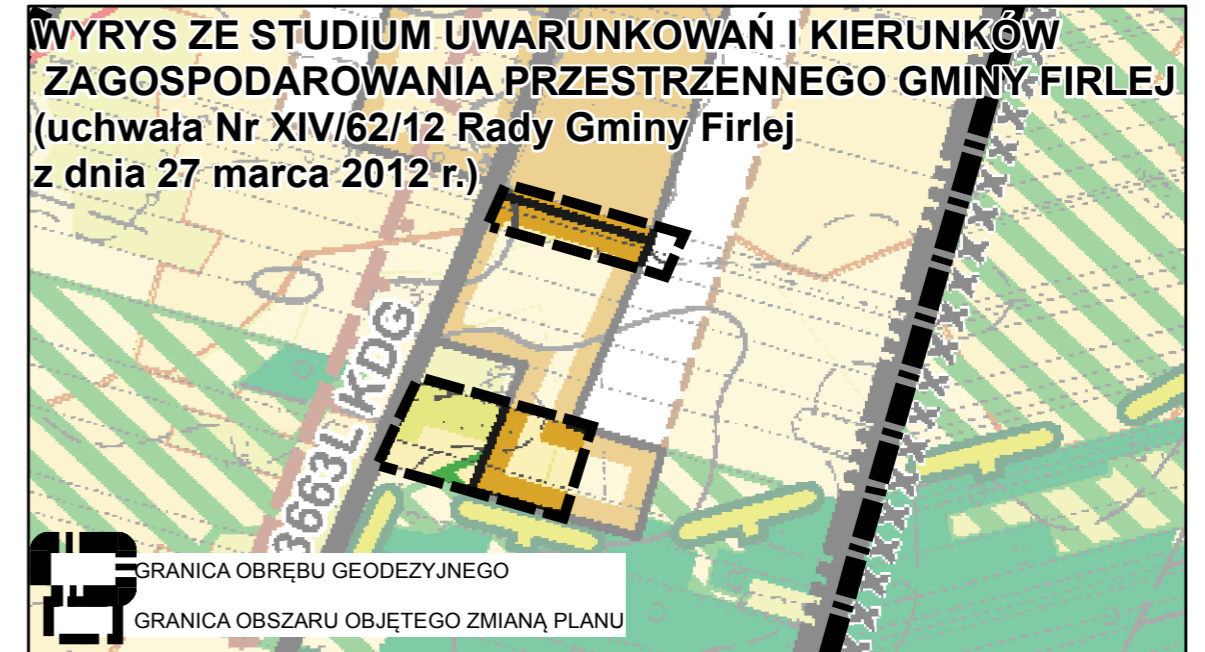 WYRYS ZE STUDIUM UWARUNKOWAŃ I KIERUNKÓW
ZAGOSPODAROWANIA PRZESTRZENNEGO GMINY FIRLEJ
(uchwała Nr XIV/62/12 Rady Gminy Firlej
z dnia 27 marca 2012 r.)
3663L KDG
GRANICA OBRĘBU GEODEZYJNEGO
GRANICA OBSZARU OBJĘTEGO ZMIANĄ PLANU